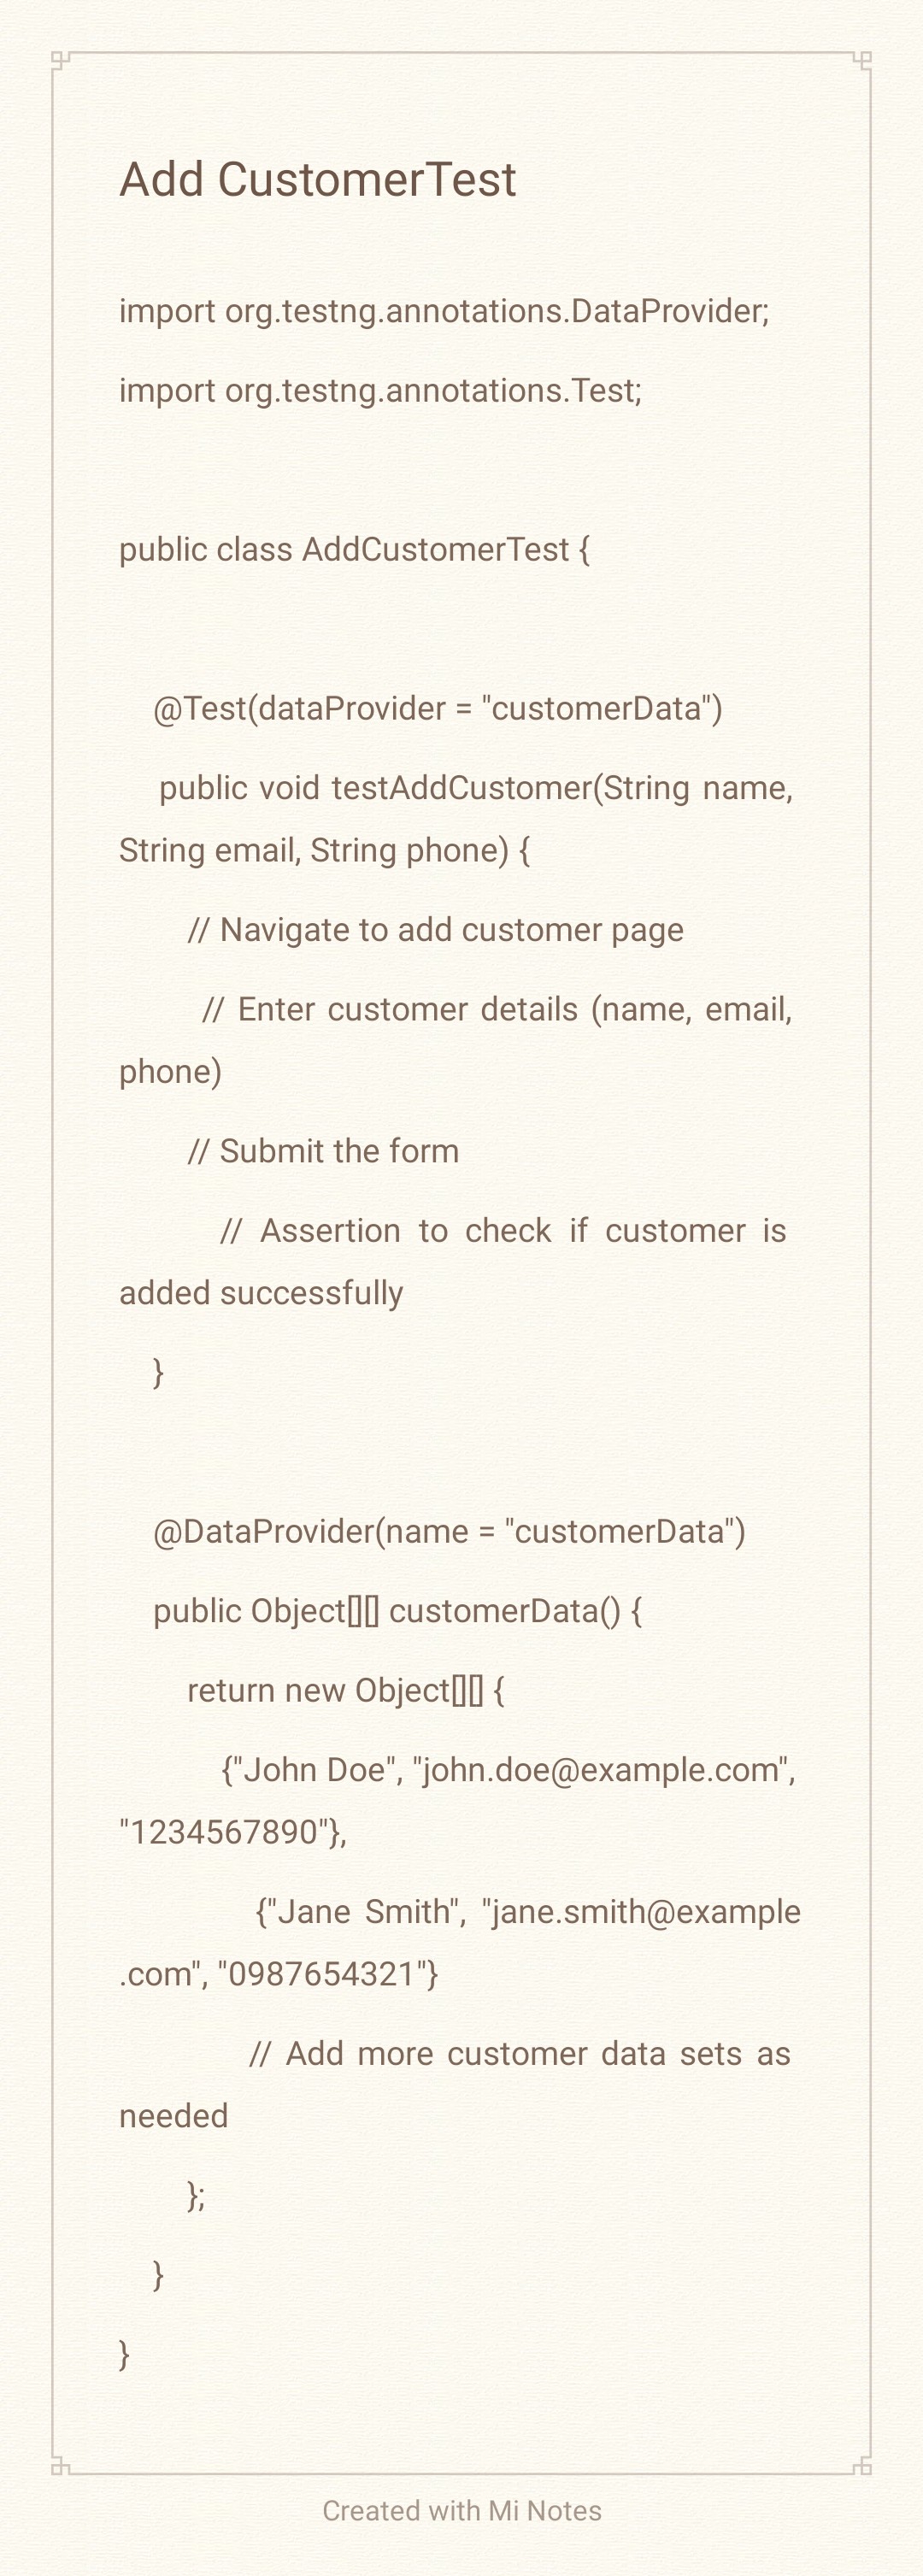 Add CustomerTest
import org.testng.annotations.DataProvider;
import org.testng.annotations.Test;
public class AddCustomerTest {
@Test(dataProvider = "customerData")
public void testAddCustomer(String name,
String email, String phone) {
// Navigate to add customer page
// Enter customer details (name, email,
phone)
// Submit the form
// Assertion to check if customer is
added successfully
}
@DataProvider(name = "customerData")
public Object[][] customerData() {
return new Object[][] {
{"John Doe", "john.doe@example.com",
"1234567890"},
{"Jane Smith", "jane.smith@example
.com", "0987654321"}
// Add more customer data sets as
needed
};
}
}
Created with Mi Notes